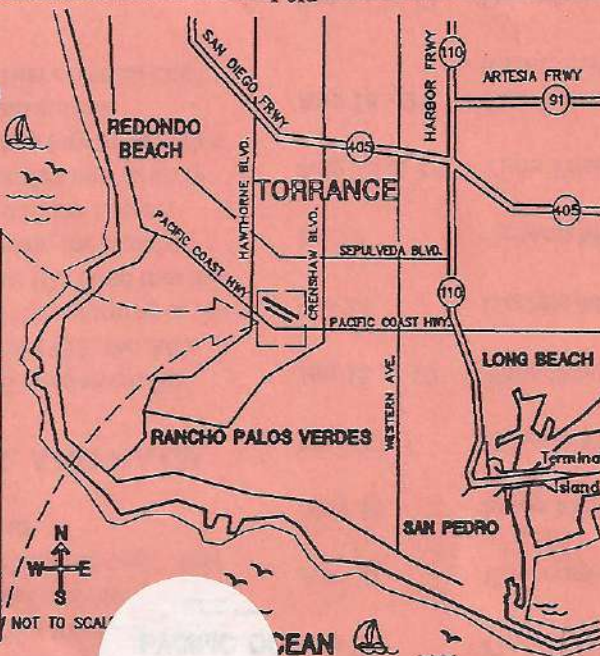 SAN DIEGO FRWY
HARBOR FRWY
110
ARTESIA FRWY
91
REDONDO
BEACH
405
HAWTHORNE BLVD.
TORRANCE
CRENSHAW BLVD.
405
PACIFIC COAST HWY
SEPULVEDA BLVD.
110
PACIFIC COAST HWY.
LONG BEACH
WESTERN AVE.
RANCHO PALOS VERDES
Termina
Island
SAN PEDRO
N
W E
S
NOT TO SCAL
OCEAN